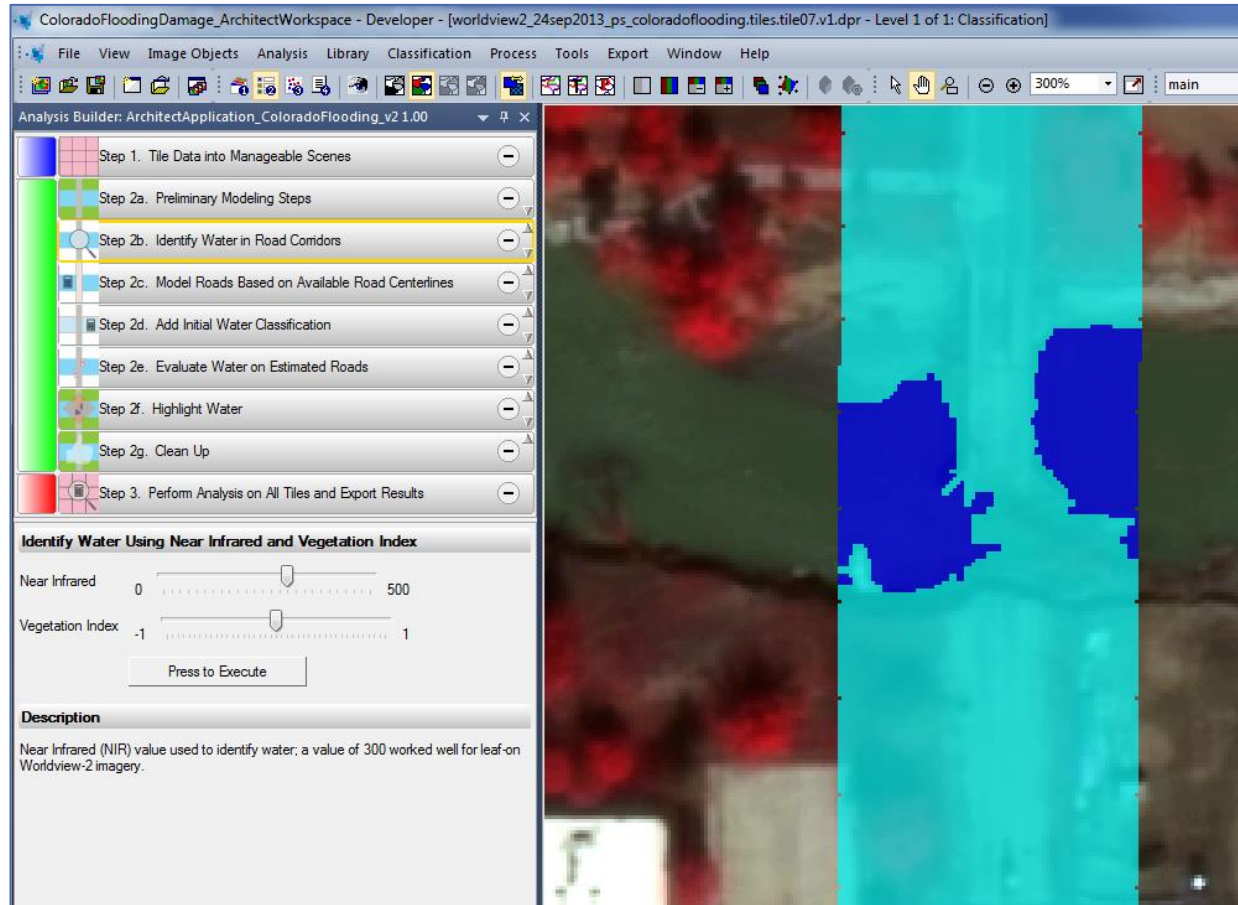 ColoradoFloodingDamage_ArchitectWorkspace - Developer - [worldview2_24sep2013_ps_coloradoflooding.tiles.tile07.v1.dpr - Level 1 of 1: Classification]
File View Image Objects Analysis Library Classification Process Tools Export Window Help
300% main
Analysis Builder: ArchitectApplication_ColoradoFlooding_v2 1.00
Step 1. Tile Data into Manageable Scenes
Step 2a. Preliminary Modeling Steps
Step 2b. Identify Water in Road Corridors
Step 2c. Model Roads Based on Available Road Centerlines
Step 2d. Add Initial Water Classification
Step 2e. Evaluate Water on Estimated Roads
Step 2f. Highlight Water
Step 2g. Clean Up
Step 3. Perform Analysis on All Tiles and Export Results
Identify Water Using Near Infrared and Vegetation Index
Near Infrared 0 500
Vegetation Index -1 1
Press to Execute
Description
Near Infrared (NIR) value used to identify water; a value of 300 worked well for leaf-on
Worldview-2 imagery.